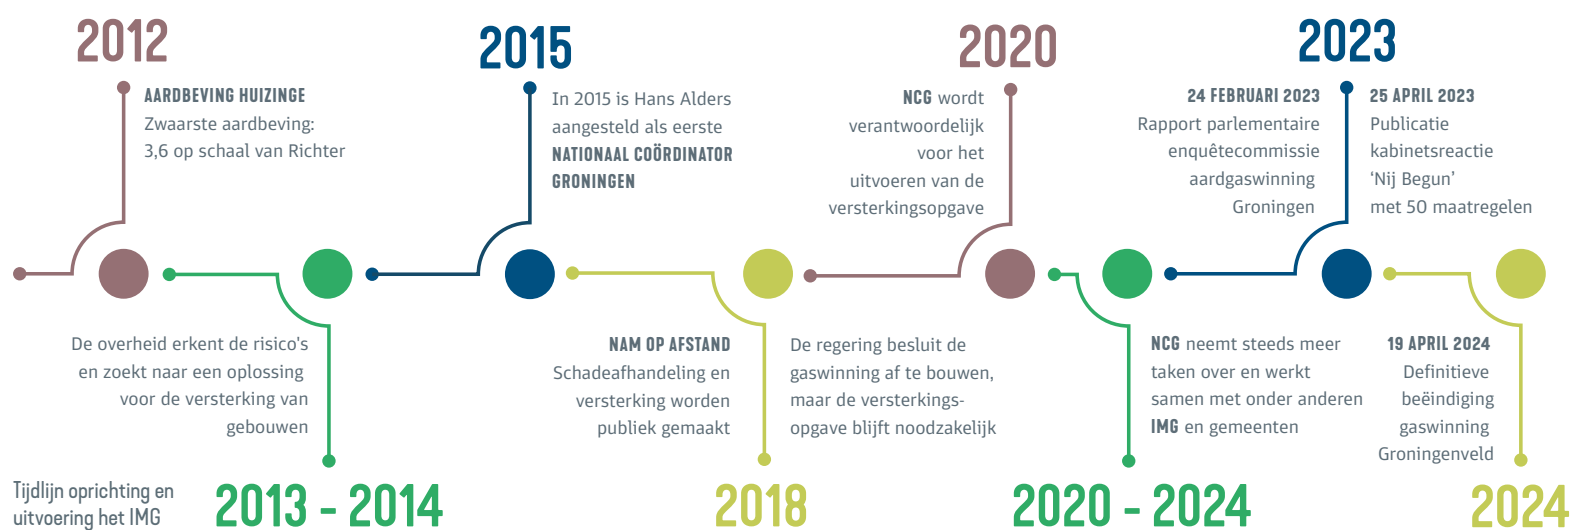 2012
AARDBEVING HUIZINGE
Zwaarste aardbeving:
3,6 op schaal van Richter
De overheid erkent de risico's
en zoekt naar een oplossing
voor de versterking van
gebouwen
2013 - 2014
2015
In 2015 is Hans Alders
aangesteld als eerste
NATIONAAL COÖRDINATOR
GRONINGEN
NAM OP AFSTAND
Schadeafhandeling en
versterking worden
publiek gemaakt
De regering besluit de
gaswinning af te bouwen,
maar de versterkings-
opgave blijft noodzakelijk
2018
2020
NCG wordt
verantwoordelijk
voor het
uitvoeren van de
versterkingsopgave
NCG neemt steeds meer
taken over en werkt
samen met onder anderen
IMG en gemeenten
2020 - 2024
2023
24 FEBRUARI 2023
Rapport parlementaire
enquêtecommissie
aardgaswinning
Groningen
25 APRIL 2023
Publicatie
kabinetsreactie
‘Nij Begun’
met 50 maatregelen
19 APRIL 2024
Definitieve
beëindiging
gaswinning
Groningenveld
2024
Tijdlijn oprichting en
uitvoering het IMG